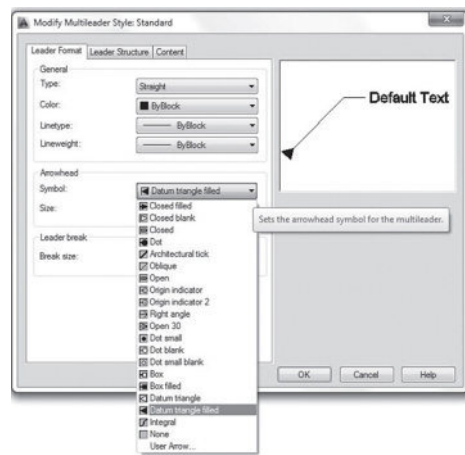 Modify Multileader Style: Standard
Leader Format Leader Structure Content
General
Type: Straight
Color: ByBlock
Linetype: ByBlock
Lineweight: ByBlock
Arrowhead
Symbol: Datum triangle filled
Size:
Leader break
Break size:
Closed filled
Closed blank
Closed
Dot
Architectural tick
Oblique
Open
Origin indicator
Origin indicator 2
Right angle
Open 30
Dot small
Dot blank
Dot small blank
Box
Box filled
Datum triangle
Datum triangle filled
Integral
None
User Arrow...
Default Text
Sets the arrowhead symbol for the multileader.
OK Cancel Help